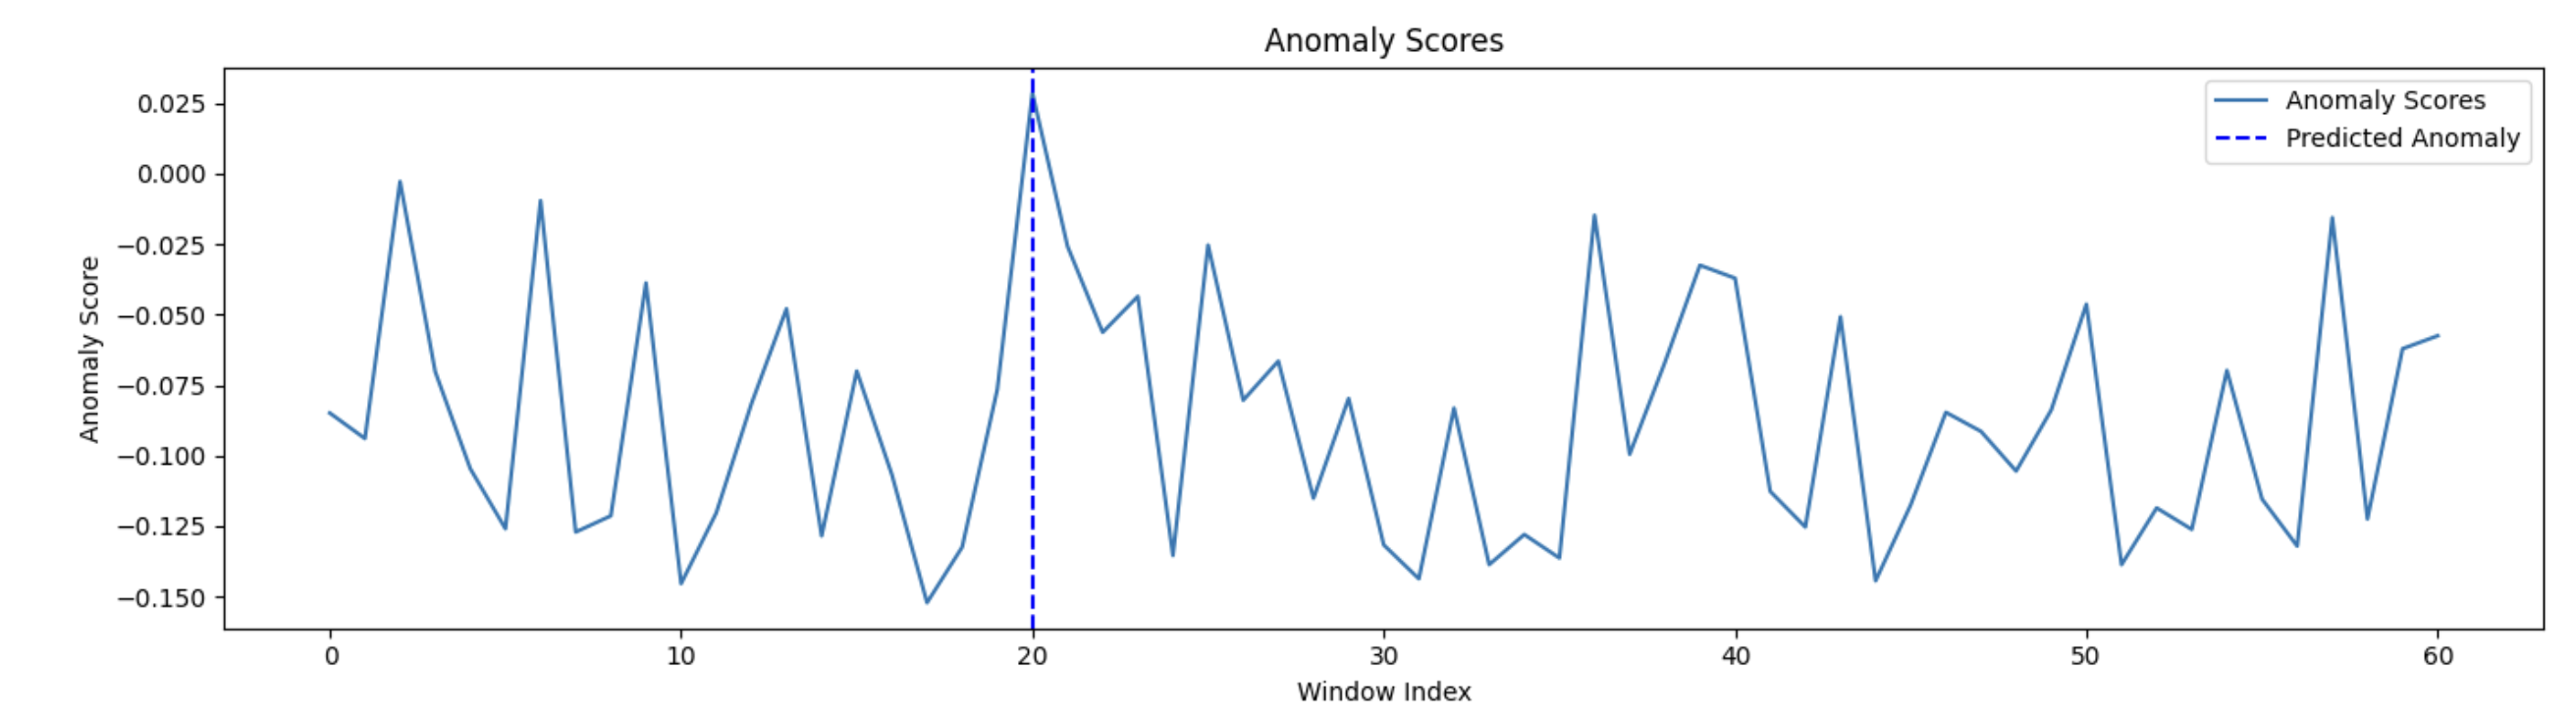 Anomaly Scores
Anomaly Scores
Predicted Anomaly
Anomaly Score
0.025
0.000
−0.025
−0.050
−0.075
−0.100
−0.125
−0.150
0 10 20 30 40 50 60
Window Index